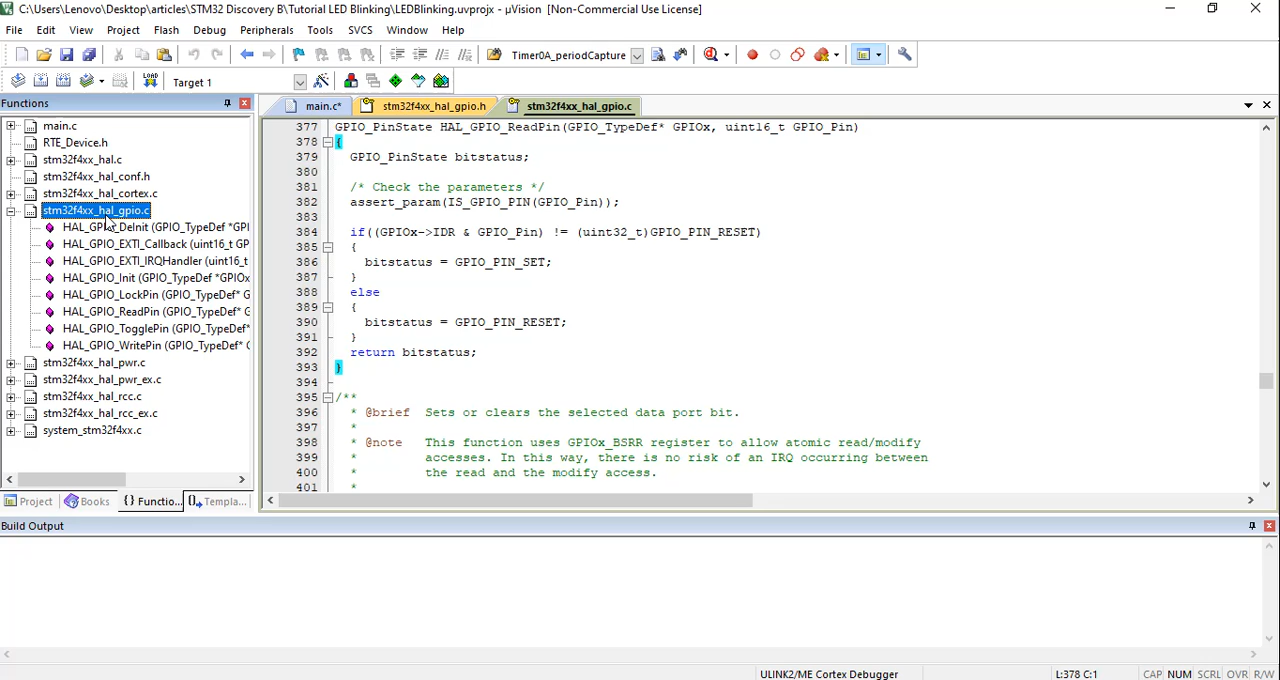 C:\Users\Lenovo\Desktop\articles\STM32 Discovery B\Tutorial LED Blinking\LEDBlinking.uvprojx - µVision [Non-Commercial Use License]
File Edit View Project Flash Debug Peripherals Tools SVCS Window Help
Timer0A_periodCapture
LOAD Target 1
Functions
main.c
RTE_Device.h
stm32f4xx_hal.c
stm32f4xx_hal_conf.h
stm32f4xx_hal_cortex.c
stm32f4xx_hal_gpio.c
HAL_GPIO_DeInit (GPIO_TypeDef *GPI
HAL_GPIO_EXTI_Callback (uint16_t GP
HAL_GPIO_EXTI_IRQHandler (uint16_t
HAL_GPIO_Init (GPIO_TypeDef *GPIOx
HAL_GPIO_LockPin (GPIO_TypeDef* G
HAL_GPIO_ReadPin (GPIO_TypeDef* G
HAL_GPIO_TogglePin (GPIO_TypeDef*
HAL_GPIO_WritePin (GPIO_TypeDef* G
stm32f4xx_hal_pwr.c
stm32f4xx_hal_pwr_ex.c
stm32f4xx_hal_rcc.c
stm32f4xx_hal_rcc_ex.c
system_stm32f4xx.c
Project Books {} Functio... Templa...
main.c* stm32f4xx_hal_gpio.h stm32f4xx_hal_gpio.c
377 GPIO_PinState HAL_GPIO_ReadPin(GPIO_TypeDef* GPIOx, uint16_t GPIO_Pin)
378 {
379 GPIO_PinState bitstatus;
380
381 /* Check the parameters */
382 assert_param(IS_GPIO_PIN(GPIO_Pin));
383
384 if((GPIOx->IDR & GPIO_Pin) != (uint32_t)GPIO_PIN_RESET)
385 {
386 bitstatus = GPIO_PIN_SET;
387 }
388 else
389 {
390 bitstatus = GPIO_PIN_RESET;
391 }
392 return bitstatus;
393 }
394
395 /**
396 * @brief Sets or clears the selected data port bit.
397 *
398 * @note This function uses GPIOx_BSRR register to allow atomic read/modify
399 * accesses. In this way, there is no risk of an IRQ occurring between
400 * the read and the modify access.
401 *
Build Output
ULINK2/ME Cortex Debugger L:378 C:1 CAP NUM SCRL OVR R/W